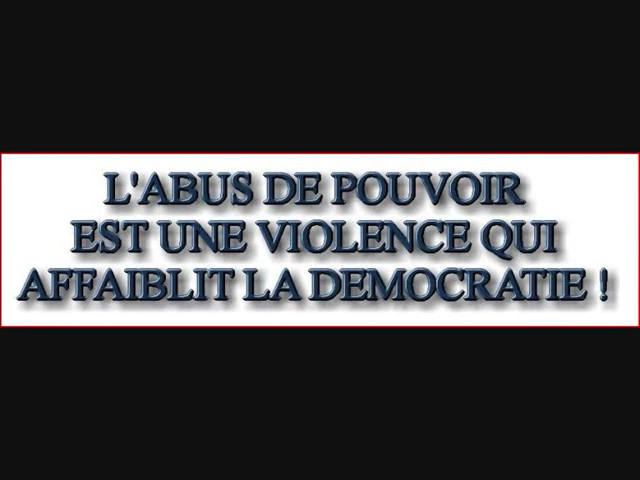 L'ABUS DE POUVOIR
EST UNE VIOLENCE QUI
AFFAIBLIT LA DEMOCRATIE !